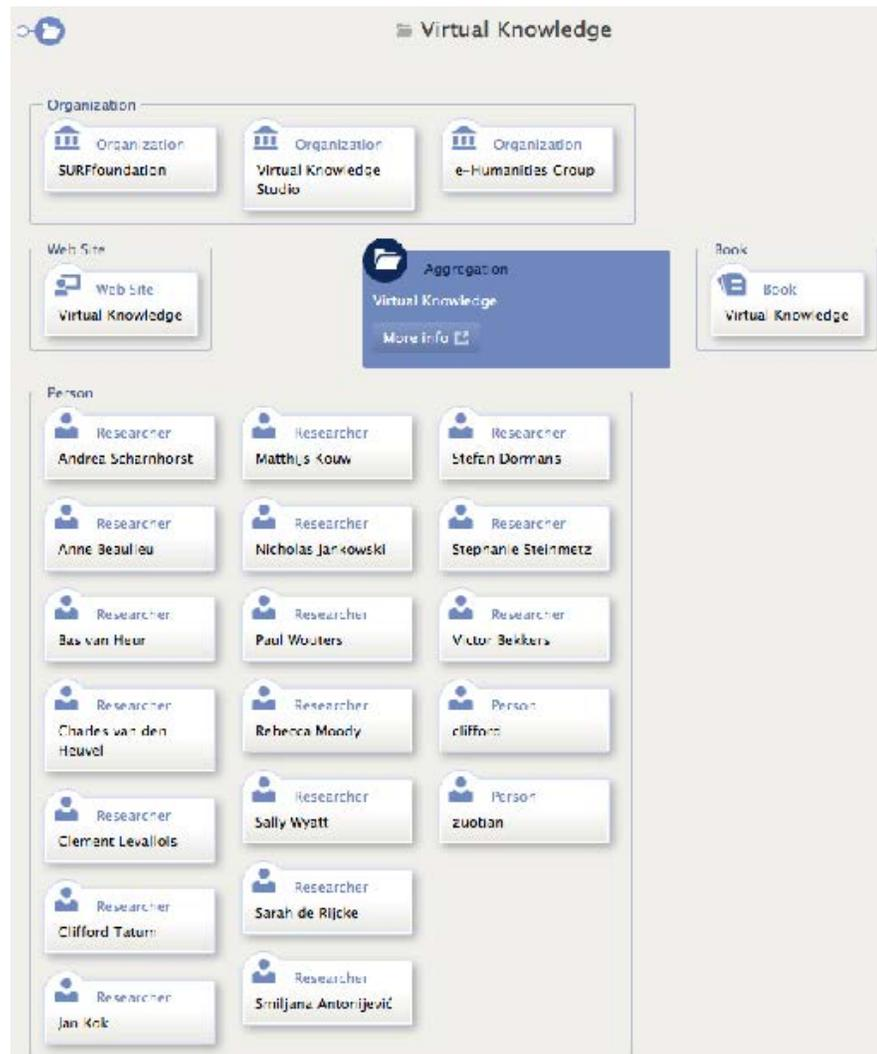 Virtual Knowledge
Organization
Organization
SURFfoundation
Organization
Virtual Knowledge
Studio
Organization
e-Humanities Group
Web Site
Web Site
Virtual Knowledge
Aggregation
Virtual Knowledge
More info
Book
Book
Virtual Knowledge
Person
Researcher
Andrea Scharnhorst
Researcher
Matthijs Kouw
Researcher
Stefan Dormans
Researcher
Anne Beaulieu
Researcher
Nicholas Jankowski
Researcher
Stephanie Steinmetz
Researcher
Bas van Heur
Researcher
Paul Wouters
Researcher
Victor Bekkers
Researcher
Charles van den
Heuvel
Researcher
Rebecca Moody
Person
clifford
Researcher
Clement Levallois
Researcher
Sally Wyatt
Person
zuotian
Researcher
Clifford Tatum
Researcher
Sarah de Rijcke
Researcher
Jan Kok
Researcher
Smiljana Antonijević